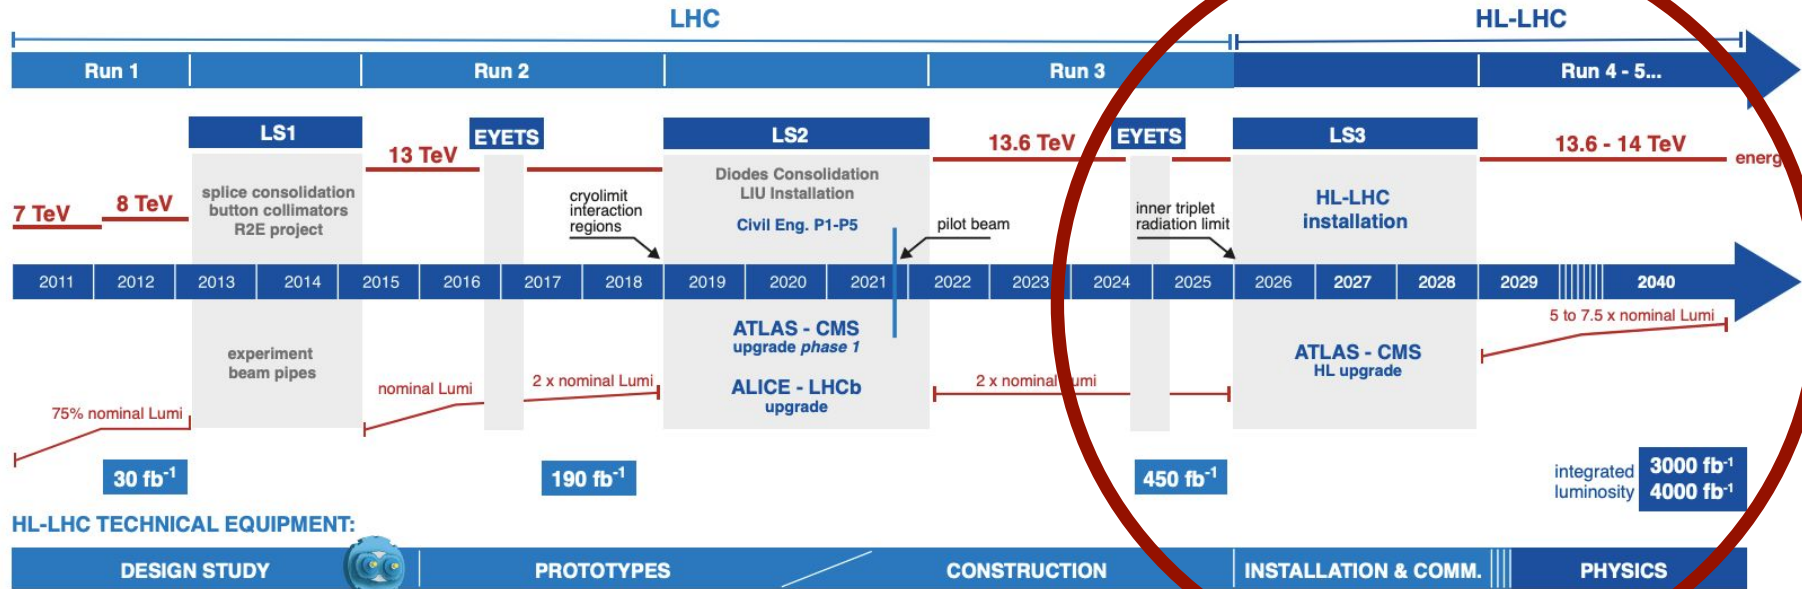 LHC
HL-LHC
Run 1
Run 2
Run 3
Run 4 - 5...
LS1
EYETS
LS2
EYETS
LS3
13 TeV
13.6 TeV
13.6 - 14 TeV
energ
7 TeV
8 TeV
splice consolidation
button collimators
R2E project
cryolimit
interaction
regions
Diodes Consolidation
LIU Installation
Civil Eng. P1-P5
pilot beam
inner triplet
radiation limit
HL-LHC
installation
2011
2012
2013
2014
2015
2016
2017
2018
2019
2020
2021
2022
2023
2024
2025
2026
2027
2028
2029
2040
experiment
beam pipes
75% nominal Lumi
nominal Lumi
2 x nominal Lumi
ATLAS - CMS
upgrade phase 1
ALICE - LHCb
upgrade
2 x nominal Lumi
ATLAS - CMS
HL upgrade
5 to 7.5 x nominal Lumi
30 fb⁻¹
190 fb⁻¹
450 fb⁻¹
integrated
luminosity
3000 fb⁻¹
4000 fb⁻¹
HL-LHC TECHNICAL EQUIPMENT:
DESIGN STUDY
PROTOTYPES
CONSTRUCTION
INSTALLATION & COMM.
PHYSICS